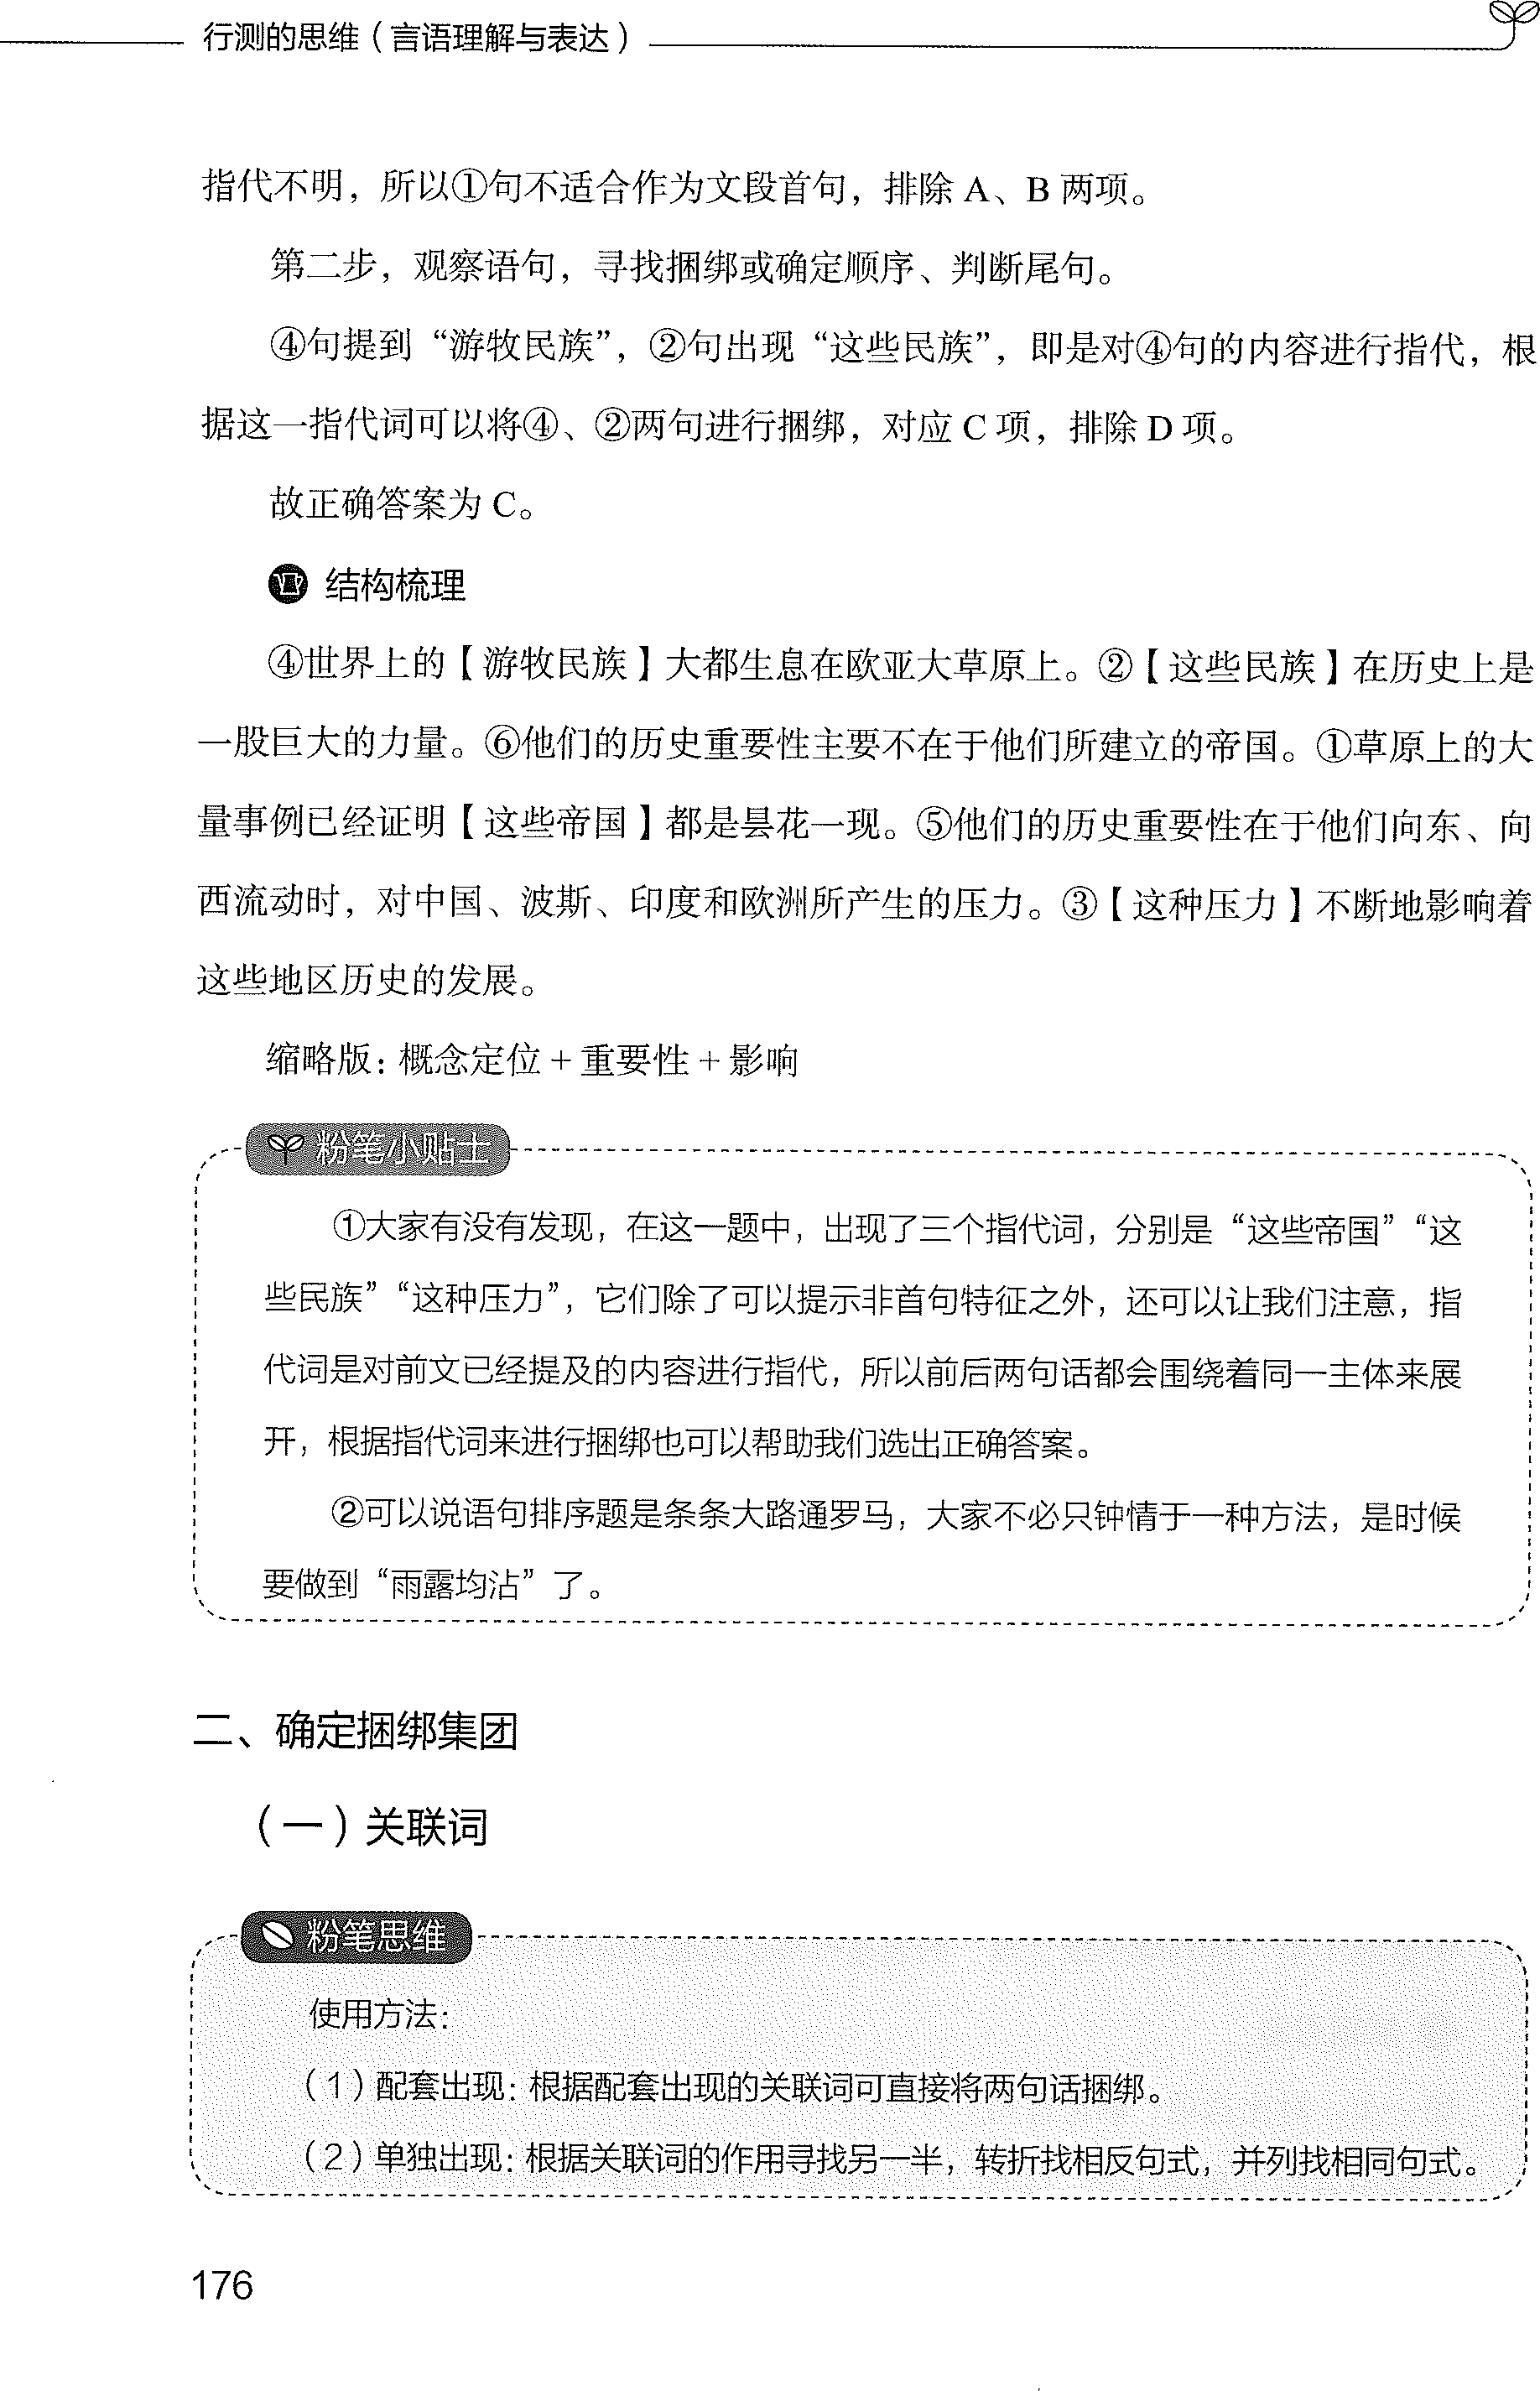 行测的思维（言语理解与表达）
指代不明，所以①句不适合作为文段首句，排除 A、B 两项。
第二步，观察语句，寻找捆绑或确定顺序、判断尾句。
④句提到“游牧民族”，②句出现“这些民族”，即是对④句的内容进行指代，根
据这一指代词可以将④、②两句进行捆绑，对应 C 项，排除 D 项。
故正确答案为 C。
结构梳理
④世界上的【游牧民族】大都生息在欧亚大草原上。②【这些民族】在历史上是
一股巨大的力量。⑥他们的历史重要性主要不在于他们所建立的帝国。①草原上的大
量事例已经证明【这些帝国】都是昙花一现。⑤他们的历史重要性在于他们向东、向
西流动时，对中国、波斯、印度和欧洲所产生的压力。③【这种压力】不断地影响着
这些地区历史的发展。
缩略版：概念定位 + 重要性 + 影响
粉笔小贴士
①大家有没有发现，在这一题中，出现了三个指代词，分别是“这些帝国”“这
些民族”“这种压力”，它们除了可以提示非首句特征之外，还可以让我们注意，指
代词是对前文已经提及的内容进行指代，所以前后两句话都会围绕着同一主体来展
开，根据指代词来进行捆绑也可以帮助我们选出正确答案。
②可以说语句排序题是条条大路通罗马，大家不必只钟情于一种方法，是时候
要做到“雨露均沾”了。
二、确定捆绑集团
（一）关联词
粉笔思维
使用方法：
（1）配套出现：根据配套出现的关联词可直接将两句话捆绑。
（2）单独出现：根据关联词的作用寻找另一半，转折找相反句式，并列找相同句式。
176